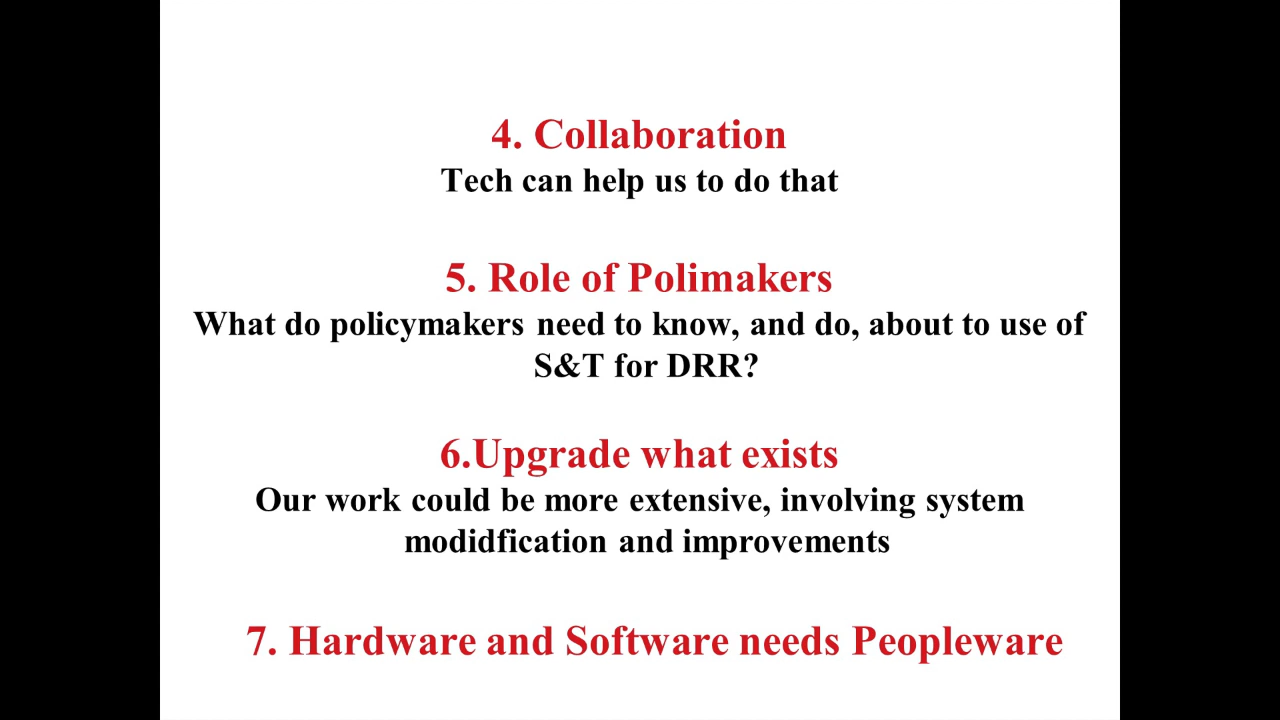 4. Collaboration
Tech can help us to do that
5. Role of Polimakers
What do policymakers need to know, and do, about to use of
S&T for DRR?
6.Upgrade what exists
Our work could be more extensive, involving system
modidfication and improvements
7. Hardware and Software needs Peopleware